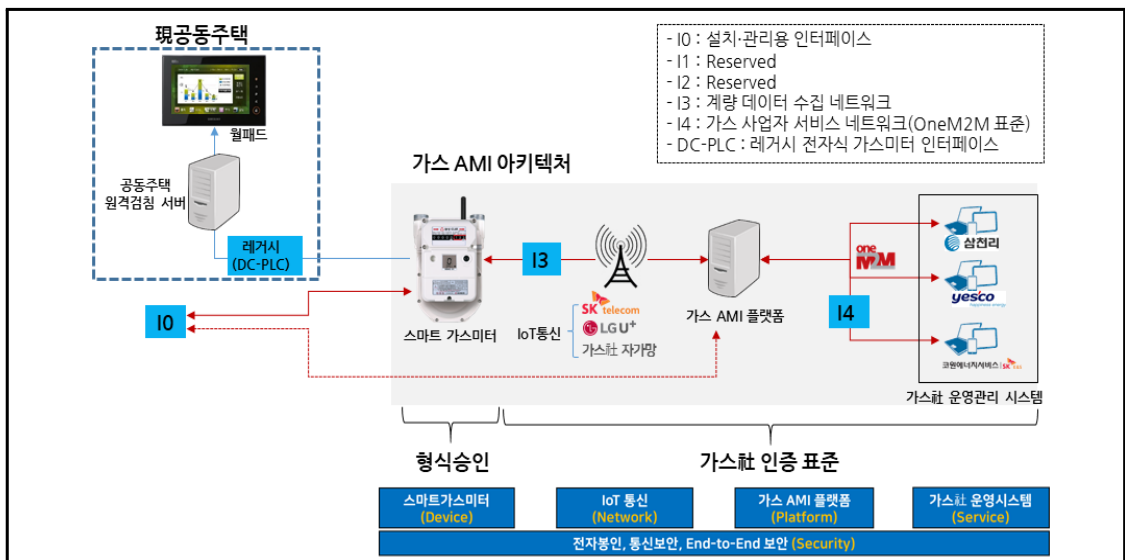 現공동주택
월패드
공동주택
원격검침 서버
레거시
(DC-PLC)
- I0 : 설치·관리용 인터페이스
- I1 : Reserved
- I2 : Reserved
- I3 : 계량 데이터 수집 네트워크
- I4 : 가스 사업자 서비스 네트워크(OneM2M 표준)
- DC-PLC : 레거시 전자식 가스미터 인터페이스
가스 AMI 아키텍처
I0
스마트 가스미터
I3
IoT통신
SK telecom
LG U+
가스社 자가망
가스 AMI 플랫폼
one M2M
I4
삼천리
yesco
코원에너지서비스 SK
가스社 운영관리 시스템
형식승인
가스社 인증 표준
스마트가스미터
(Device)
IoT 통신
(Network)
가스 AMI 플랫폼
(Platform)
가스社 운영시스템
(Service)
전자봉인, 통신보안, End-to-End 보안 (Security)